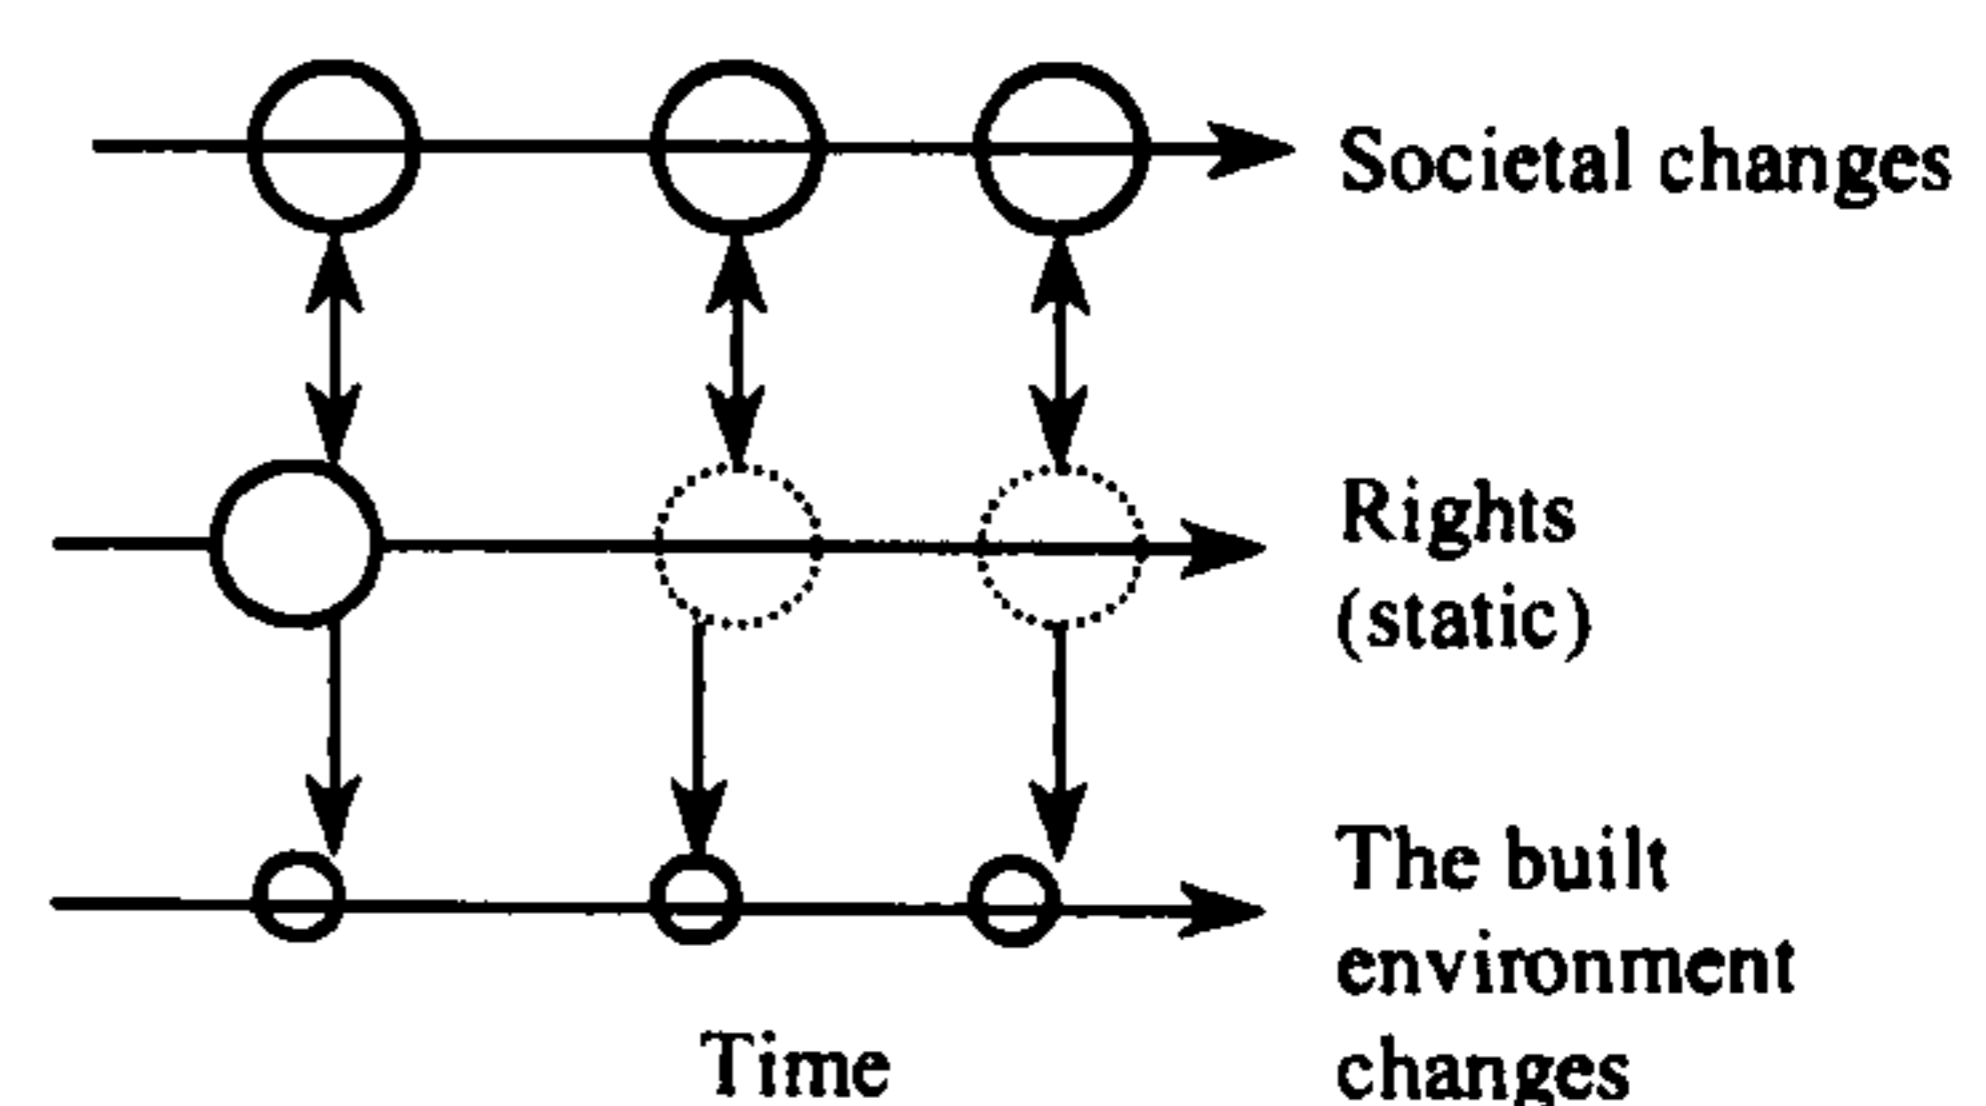 Societal changes
Rights
(static)
The built
environment
changes
Time